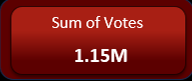 Sum of Votes
1.15M